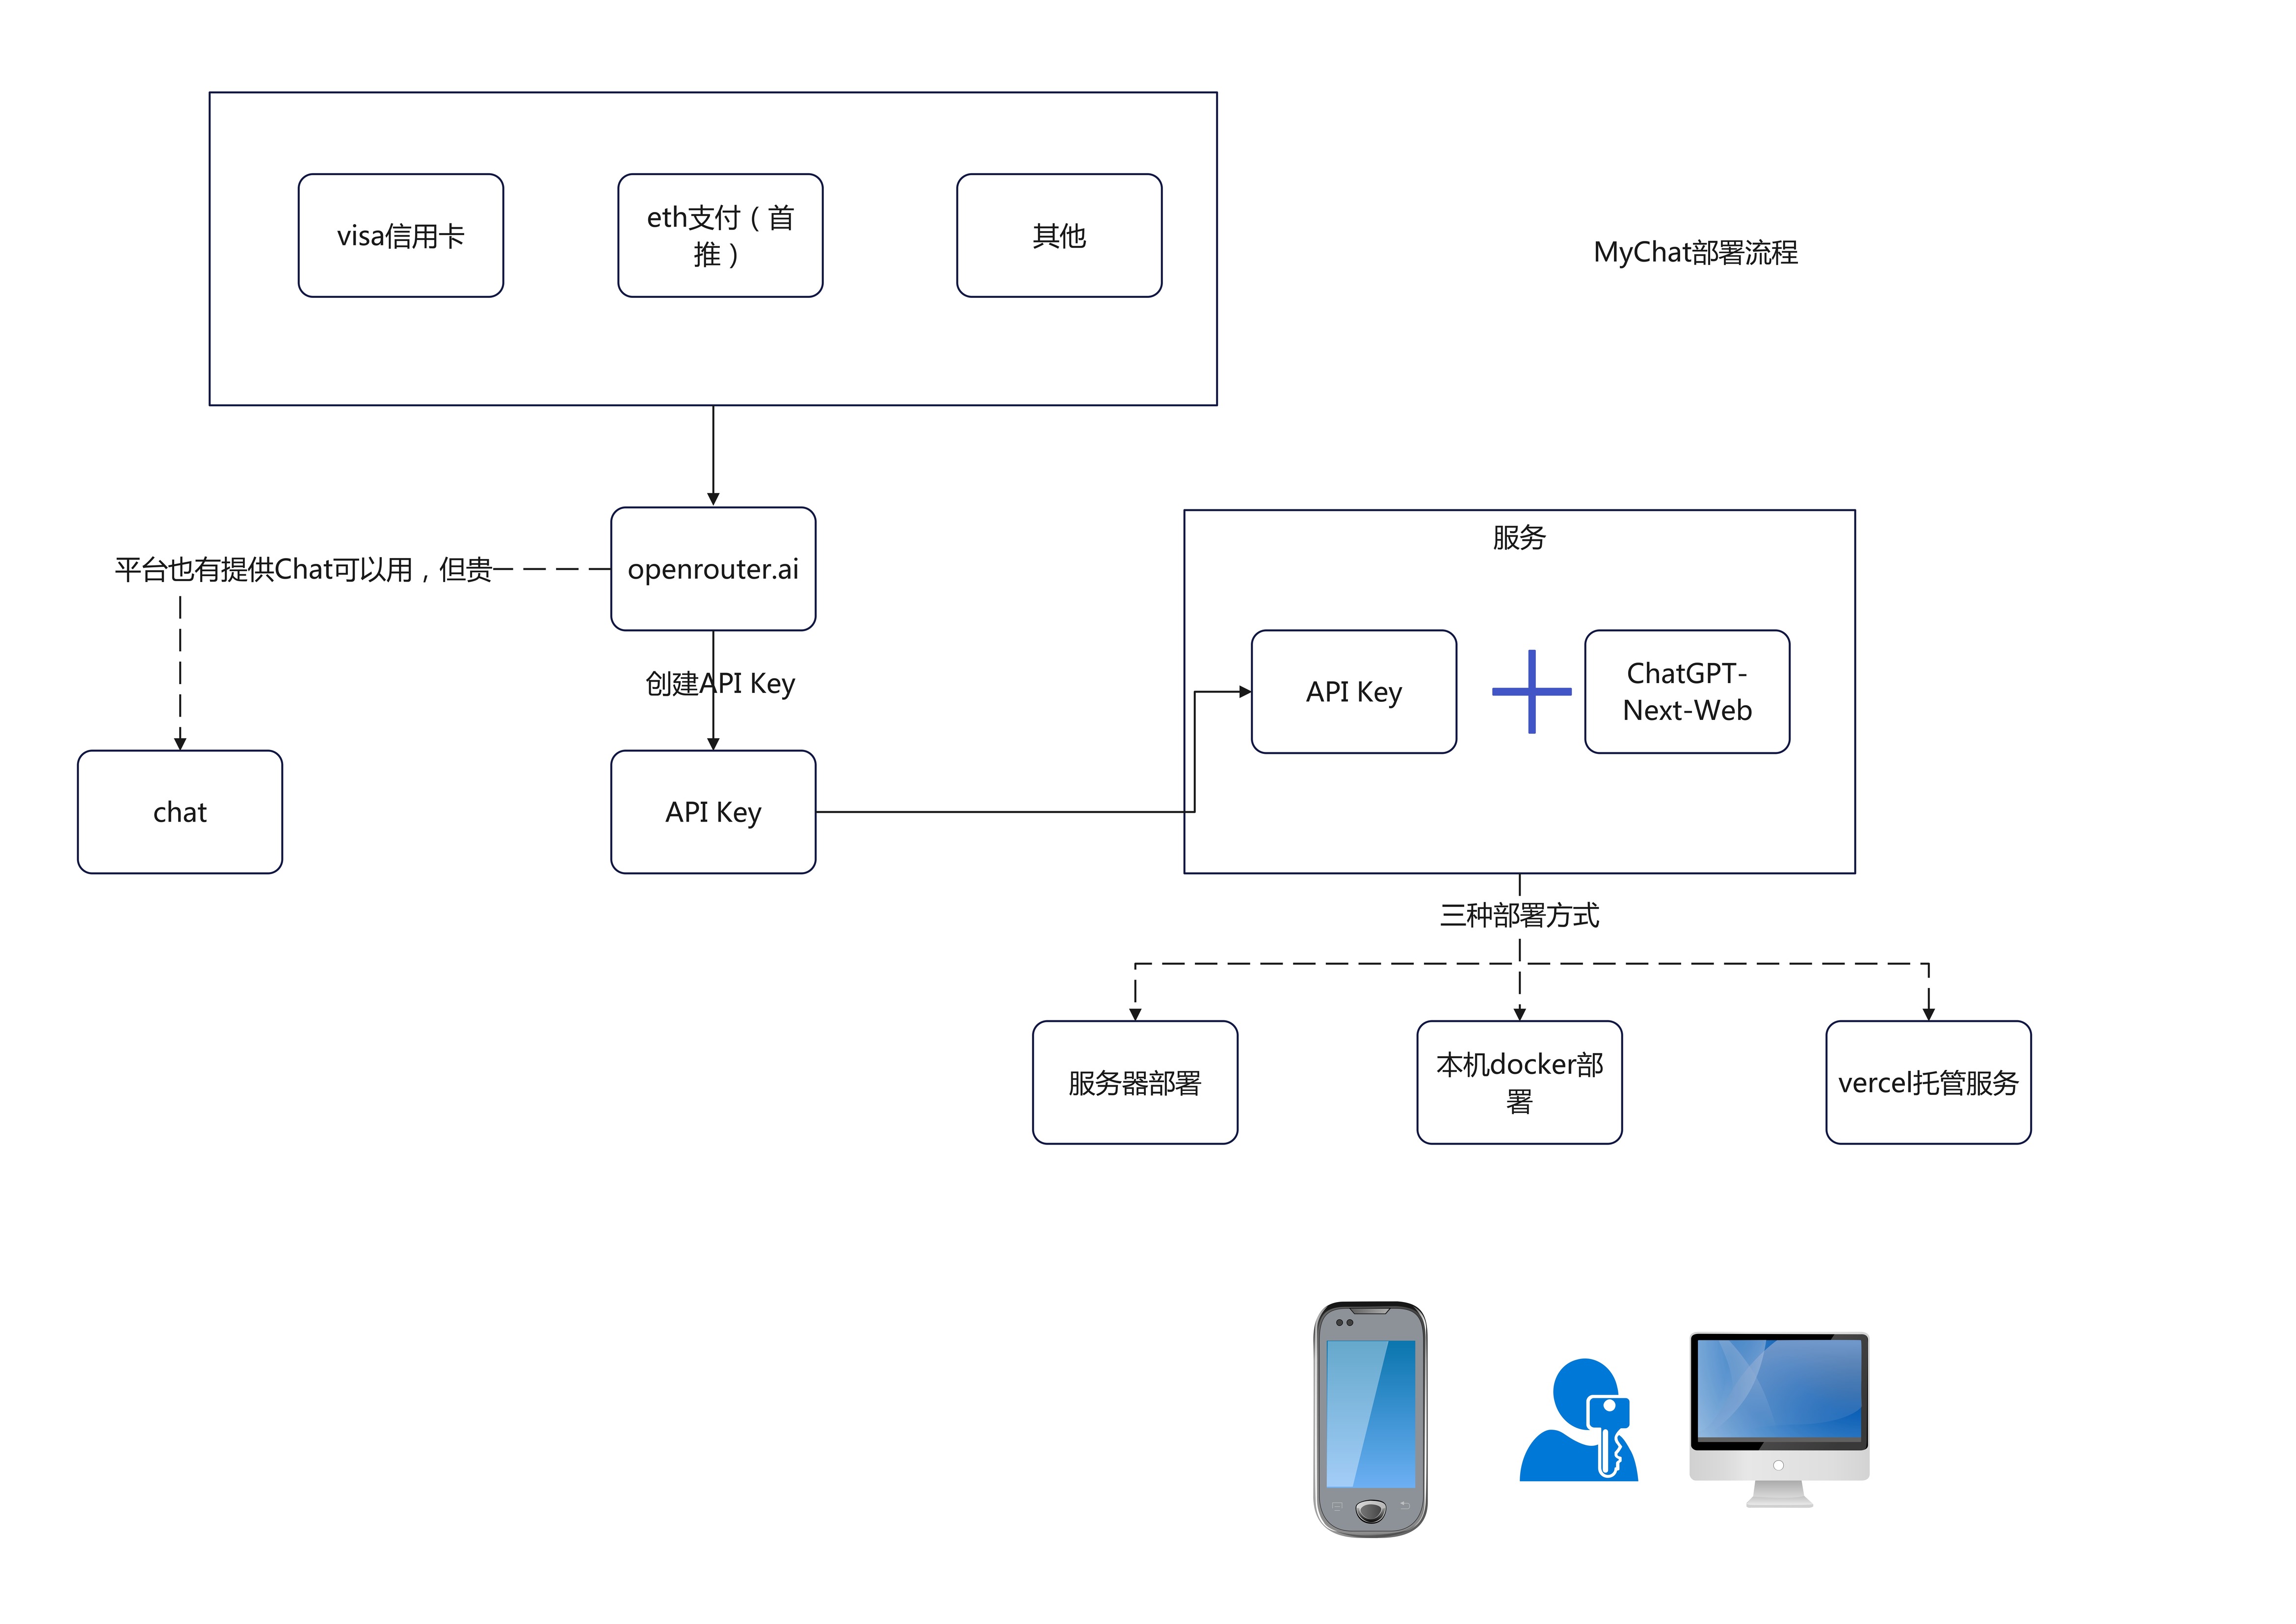 visa信用卡
eth支付（首
推）
其他
MyChat部署流程
openrouter.ai
平台也有提供Chat可以用，但贵
创建API Key
chat
API Key
服务
API Key
ChatGPT-
Next-Web
三种部署方式
服务器部署
本机docker部
署
vercel托管服务